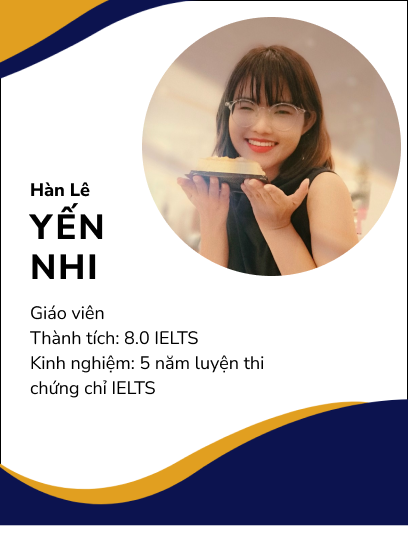 Hàn Lê
YẾN
NHI
Giáo viên
Thành tích: 8.0 IELTS
Kinh nghiệm: 5 năm luyện thi
chứng chỉ IELTS